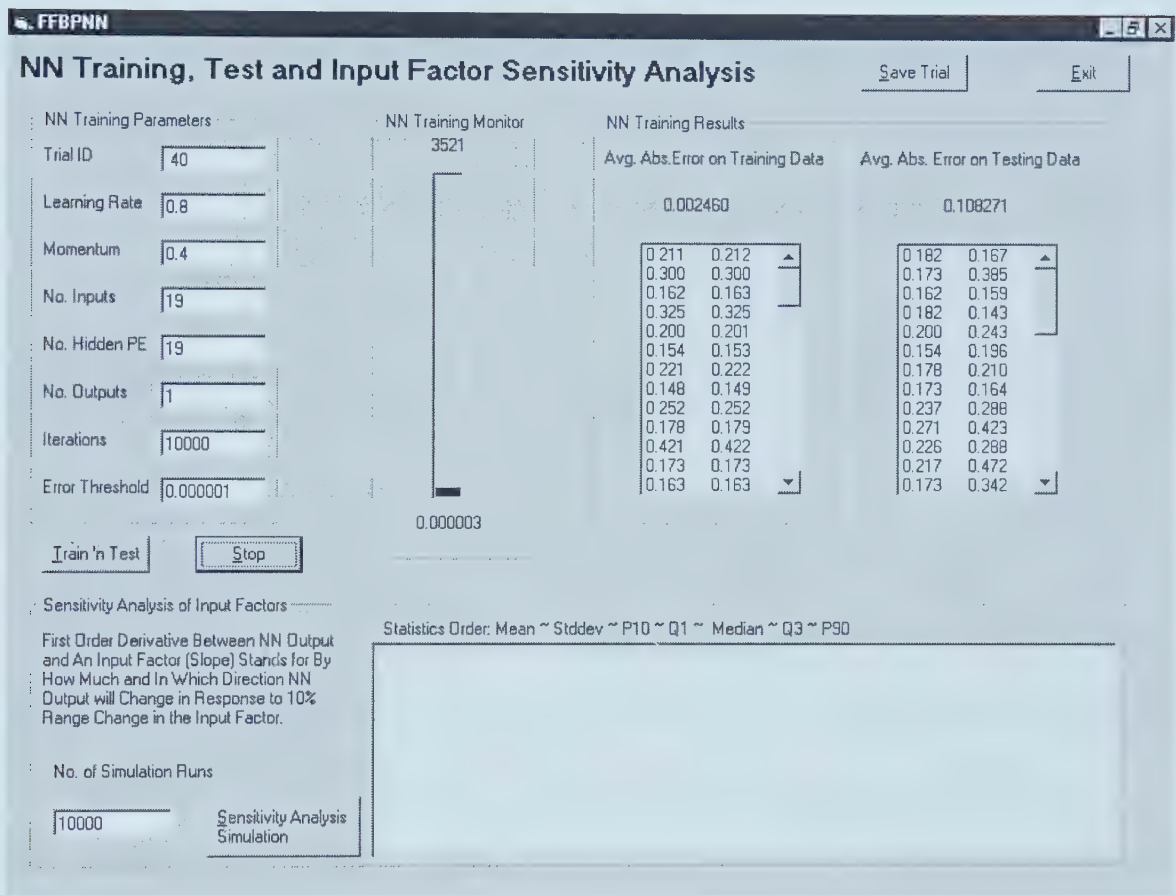 FFBPNN
NN Training, Test and Input Factor Sensitivity Analysis
Save Trial
Exit
NN Training Parameters
Trial ID 40
Learning Rate 0.8
Momentum 0.4
No. Inputs 19
No. Hidden PE 19
No. Outputs 1
Iterations 10000
Error Threshold 0.000001
Train 'n Test
Stop
NN Training Monitor
3521
0.000003
NN Training Results
Avg. Abs.Error on Training Data
0.002460
0.211 0.212
0.300 0.300
0.162 0.163
0.325 0.325
0.200 0.201
0.154 0.153
0.221 0.222
0.148 0.149
0.252 0.252
0.178 0.179
0.421 0.422
0.173 0.173
0.163 0.163
Avg. Abs. Error on Testing Data
0.108271
0.182 0.167
0.173 0.385
0.162 0.159
0.182 0.143
0.200 0.243
0.154 0.196
0.178 0.210
0.173 0.164
0.237 0.288
0.271 0.423
0.226 0.288
0.217 0.472
0.173 0.342
Sensitivity Analysis of Input Factors
First Order Derivative Between NN Output
and An Input Factor (Slope) Stands for By
How Much and In Which Direction NN
Output will Change in Response to 10%
Range Change in the Input Factor.
No. of Simulation Runs
10000
Sensitivity Analysis
Simulation
Statistics Order: Mean ~ Stddev ~ P10 ~ Q1 ~ Median ~ Q3 ~ P90